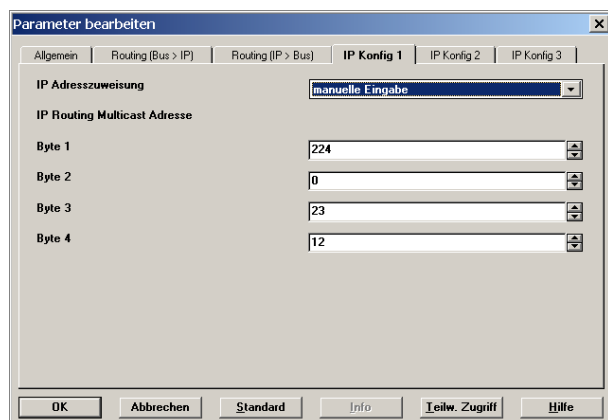 Parameter bearbeiten
Allgemein Routing (Bus > IP) Routing (IP > Bus) IP Konfig 1 IP Konfig 2 IP Konfig 3
IP Adresszuweisung manuelle Eingabe
IP Routing Multicast Adresse
Byte 1 224
Byte 2 0
Byte 3 23
Byte 4 12
OK Abbrechen Standard Info Teilw. Zugriff Hilfe